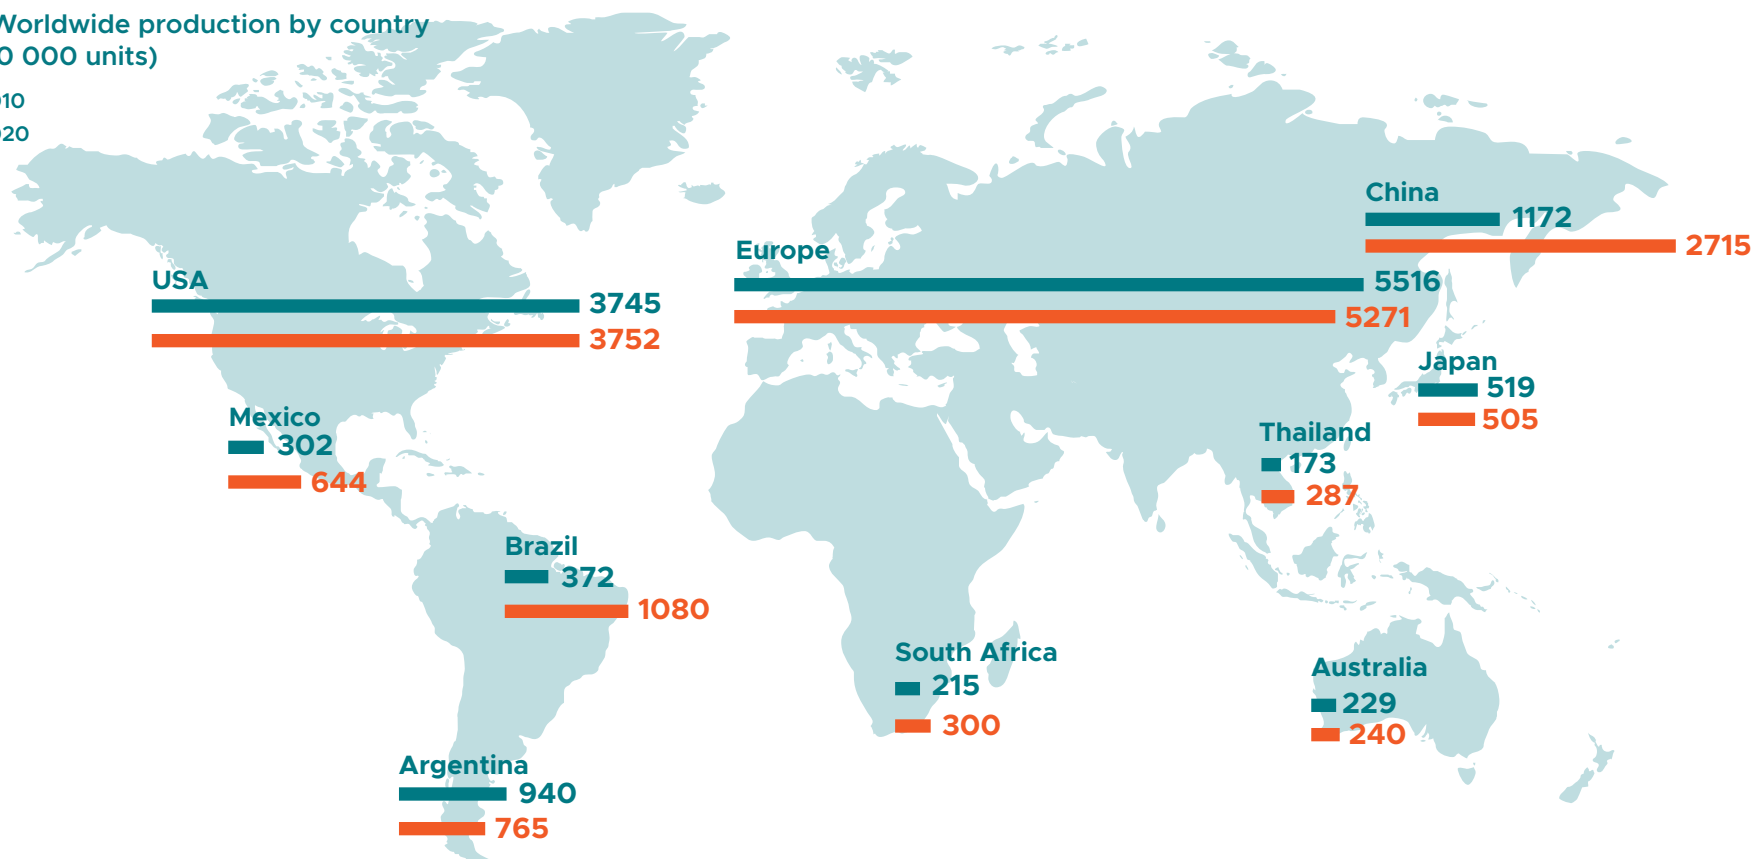 Worldwide production by country
0 000 units)
010
020
China
1172
2715
Europe
5516
5271
USA
3745
3752
Japan
519
505
Mexico
302
644
Thailand
173
287
Brazil
372
1080
South Africa
215
300
Australia
229
240
Argentina
940
765